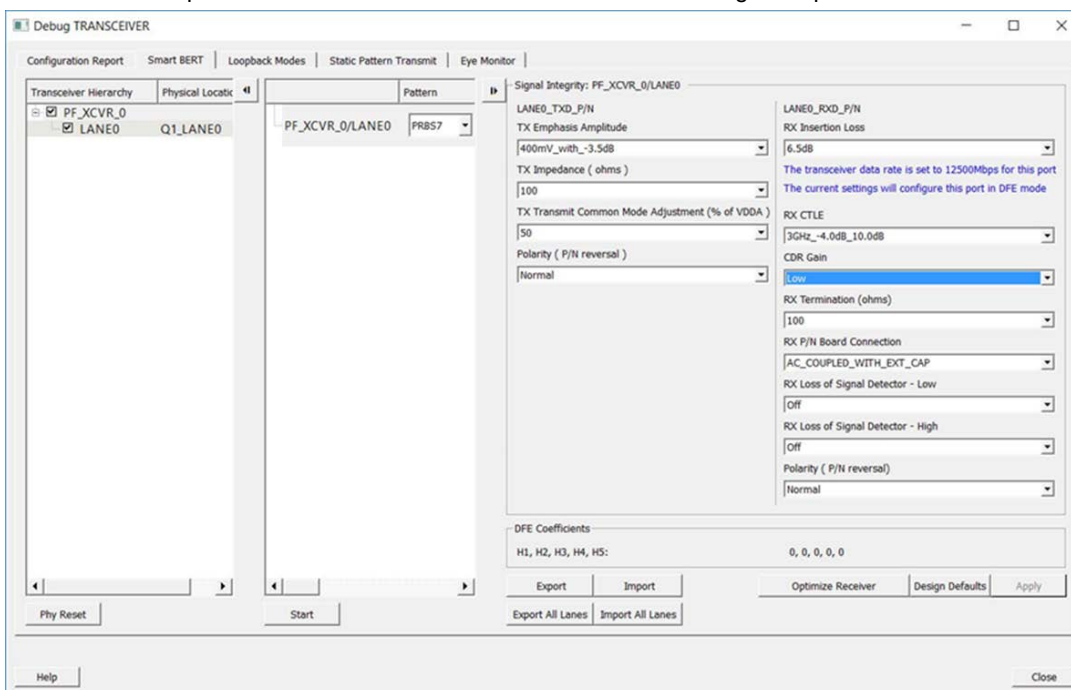 Debug TRANSCEIVER
Configuration Report Smart BERT Loopback Modes Static Pattern Transmit Eye Monitor
Transceiver Hierarchy Physical Locatic
PF_XCVR_0
LANE0 Q1_LANE0
Phy Reset
Pattern
PF_XCVR_0/LANE0 PRBS7
Start
Signal Integrity: PF_XCVR_0/LANE0
LANE0_TXD_P/N
TX Emphasis Amplitude
400mV_with_-3.5dB
TX Impedance ( ohms )
100
TX Transmit Common Mode Adjustment (% of VDDA )
50
Polarity ( P/N reversal )
Normal
LANE0_RXD_P/N
RX Insertion Loss
6.5dB
The transceiver data rate is set to 12500Mbps for this port
The current settings will configure this port in DFE mode
RX CTLE
3GHz_-4.0dB_10.0dB
CDR Gain
Low
RX Termination (ohms)
100
RX P/N Board Connection
AC_COUPLED_WITH_EXT_CAP
RX Loss of Signal Detector - Low
Off
RX Loss of Signal Detector - High
Off
Polarity ( P/N reversal)
Normal
DFE Coefficients
H1, H2, H3, H4, H5: 0, 0, 0, 0, 0
Export Import Optimize Receiver Design Defaults Apply
Export All Lanes Import All Lanes
Help Close